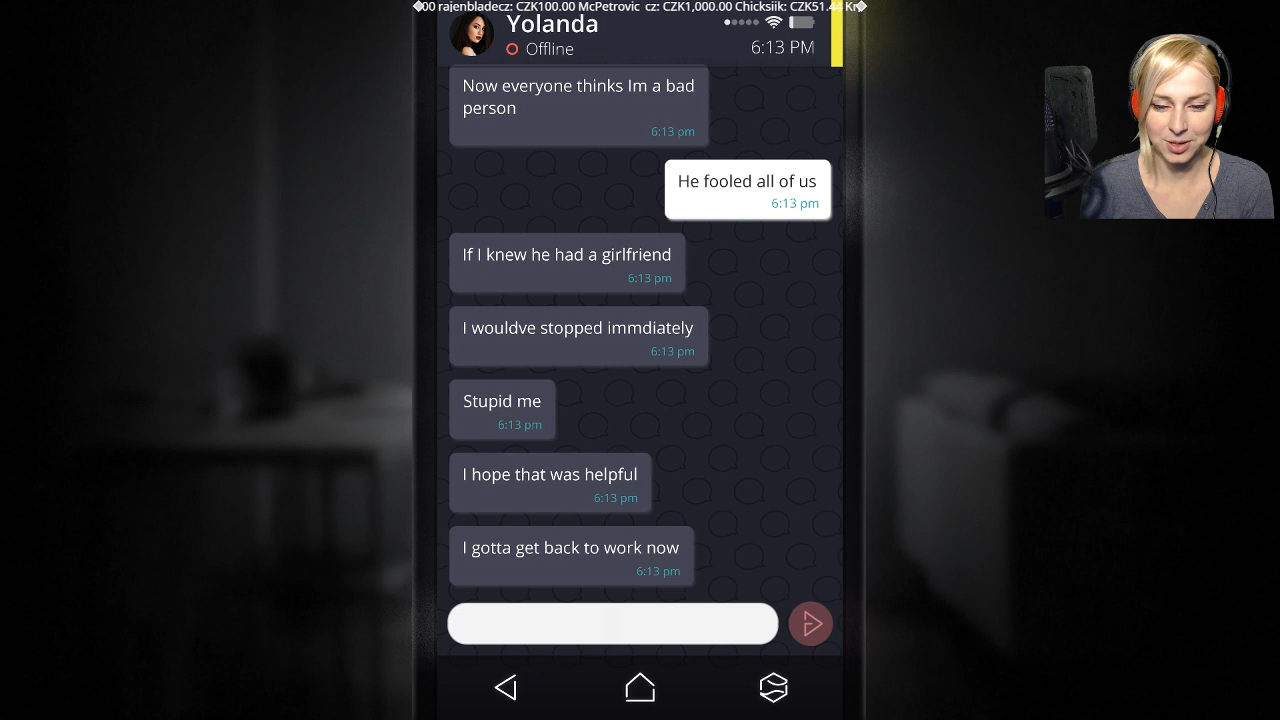 00 rajenbladecz: CZK100.00 McPetrovic cz: CZK1,000.00 Chicksiik: CZK51.44
Yolanda
Offline
6:13 PM
Now everyone thinks Im a bad
person
6:13 pm
He fooled all of us
6:13 pm
If I knew he had a girlfriend
6:13 pm
I wouldve stopped immdiately
6:13 pm
Stupid me
6:13 pm
I hope that was helpful
6:13 pm
I gotta get back to work now
6:13 pm